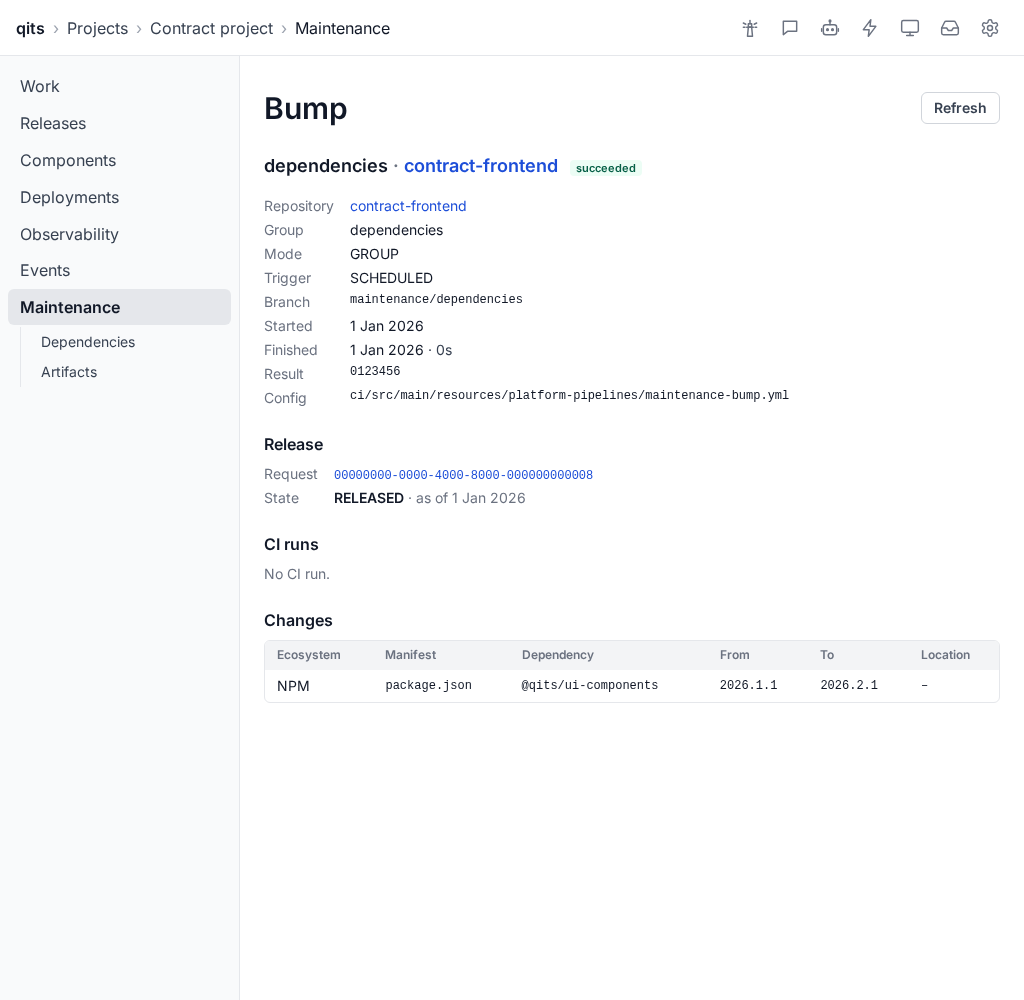 qits › Projects › Contract project › Maintenance
Work
Releases
Components
Deployments
Observability
Events
Maintenance
Dependencies
Artifacts
Bump
Refresh
dependencies · contract-frontend succeeded
Repository contract-frontend
Group dependencies
Mode GROUP
Trigger SCHEDULED
Branch maintenance/dependencies
Started 1 Jan 2026
Finished 1 Jan 2026 · 0s
Result 0123456
Config ci/src/main/resources/platform-pipelines/maintenance-bump.yml
Release
Request 00000000-0000-4000-8000-000000000008
State RELEASED · as of 1 Jan 2026
CI runs
No CI run.
Changes
Ecosystem Manifest Dependency From To Location
NPM package.json @qits/ui-components 2026.1.1 2026.2.1 –